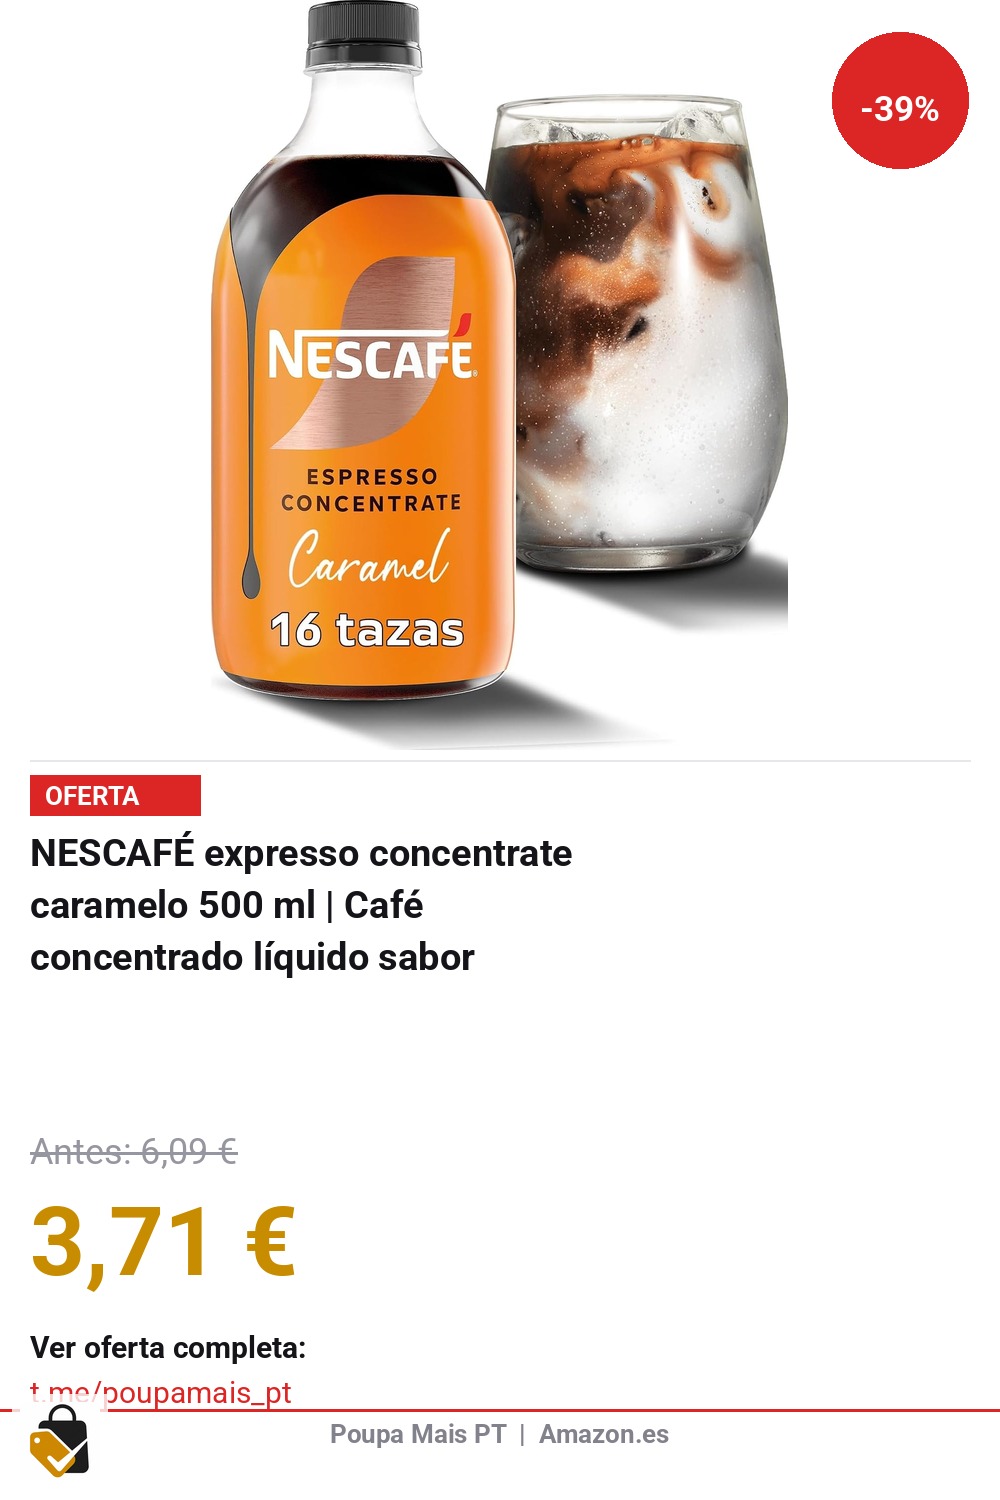 -39%
NESCAFÉ
ESPRESSO
CONCENTRATE
Caramel
16 tazas
OFERTA
NESCAFÉ expresso concentrate
caramelo 500 ml | Café
concentrado líquido sabor
Antes: 6,09 €
3,71 €
Ver oferta completa:
t.me/poupamais_pt
Poupa Mais PT | Amazon.es